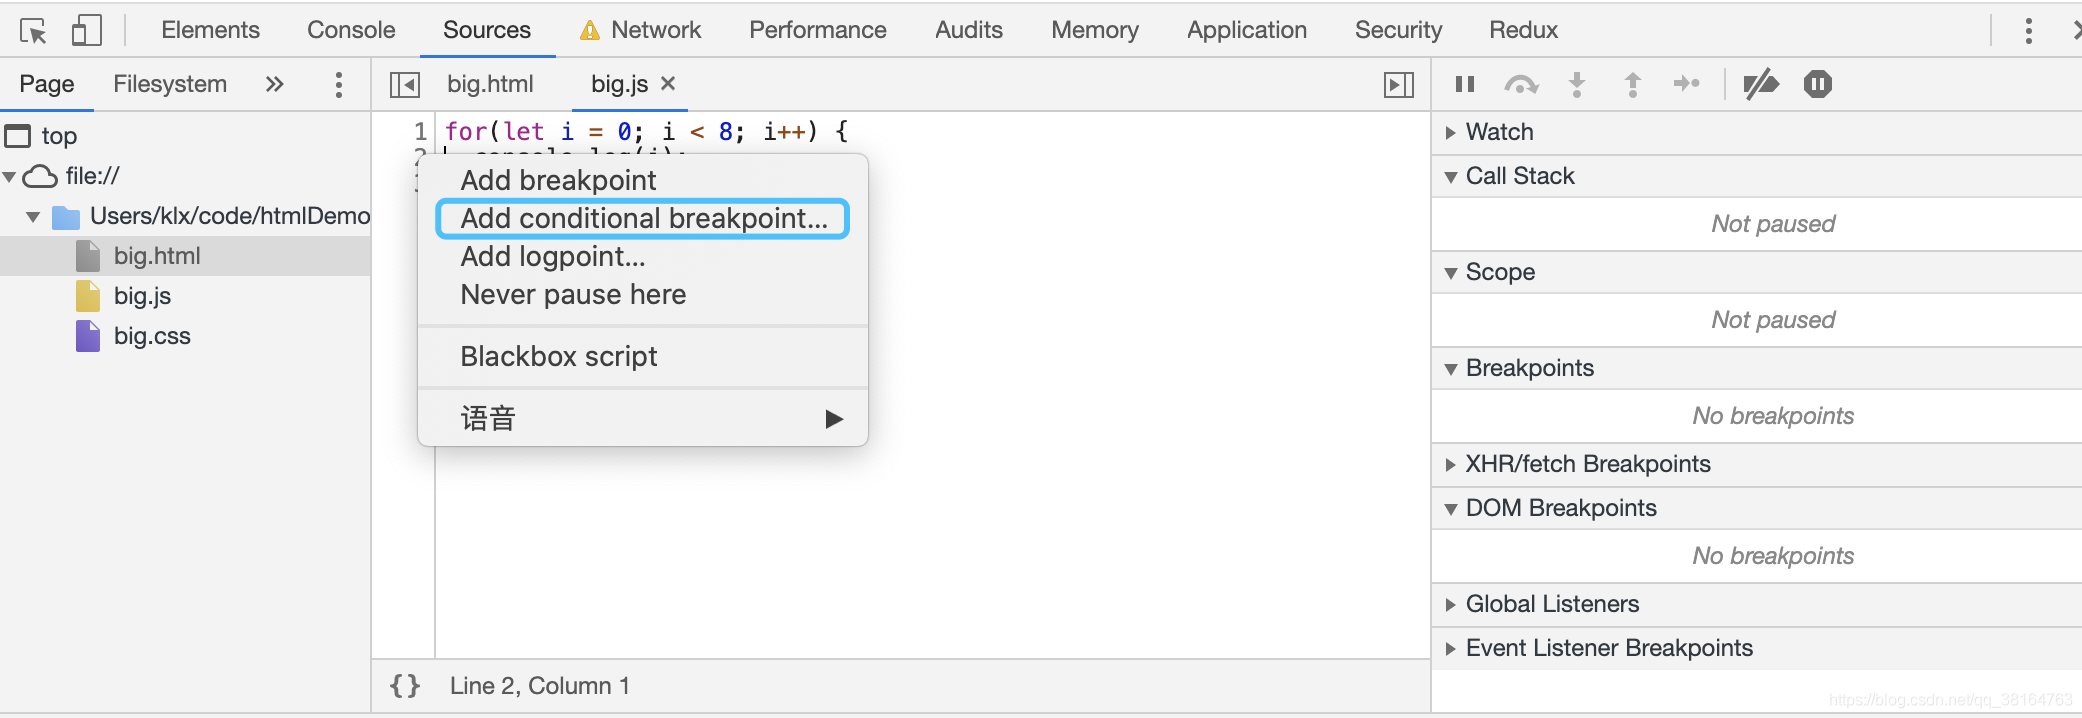 Elements Console Sources Network Performance Audits Memory Application Security Redux
Page Filesystem
big.html big.js
top
file://
Users/klx/code/htmlDemo
big.html
big.js
big.css
1 for(let i = 0; i < 8; i++) {
2 console.log(i);
Add breakpoint
Add conditional breakpoint...
Add logpoint...
Never pause here
Blackbox script
语音
{} Line 2, Column 1
Watch
Call Stack
Not paused
Scope
Not paused
Breakpoints
No breakpoints
XHR/fetch Breakpoints
DOM Breakpoints
No breakpoints
Global Listeners
Event Listener Breakpoints
https://blog.csdn.net/qq_38164763